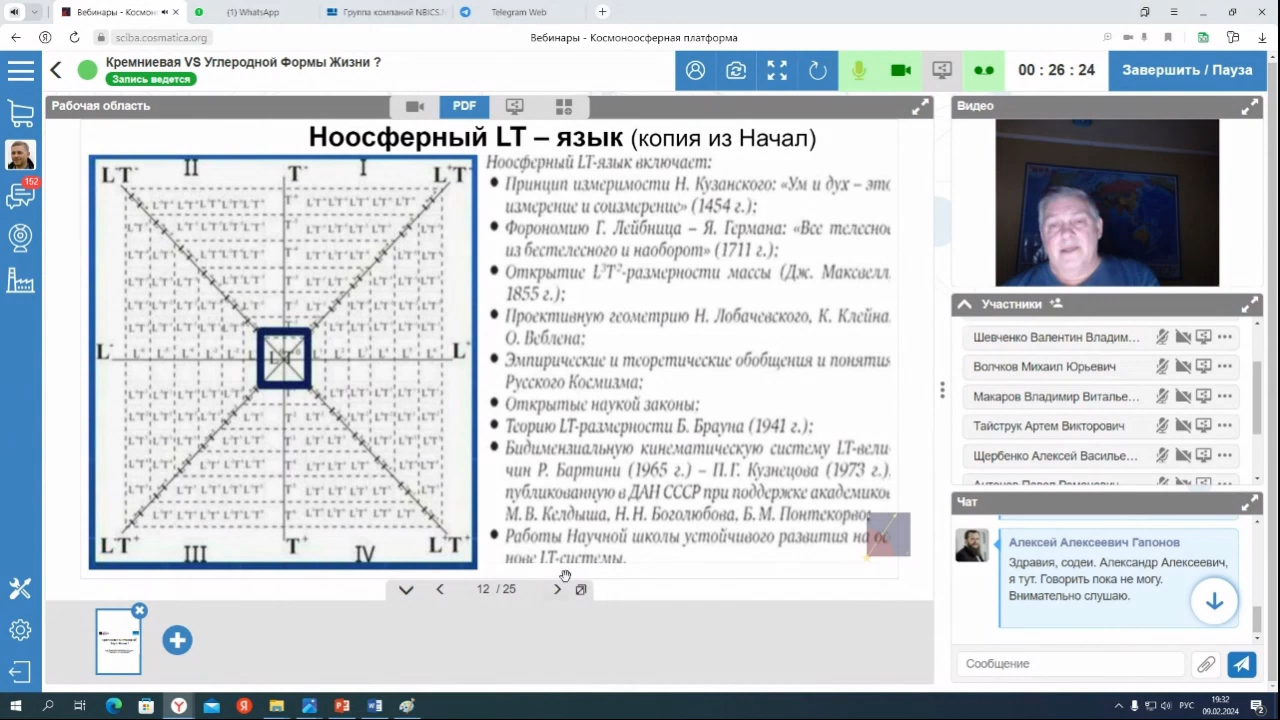 Вебинары - Космоно
(1) WhatsApp
Группа компаний NBICS.N
Telegram Web
sciba.cosmatica.org
Вебинары - Космоноосферная платформа
Кремниевая VS Углеродной Формы Жизни ?
Запись ведется
00 : 26 : 24
Завершить / Пауза
Рабочая область
PDF
Видео
Ноосферный LT – язык (копия из Начал)
L⁻T⁺
II
T⁺
I
L⁺T⁺
L⁻
L⁺
L⁻T⁻
III
T⁻
IV
L⁺T⁻
Ноосферный LT-язык включает:
• Принцип измеримости Н. Кузанского: «Ум и дух – это
измерение и соизмерение» (1454 г.);
• Форономию Г. Лейбница – Я. Германа: «Все телесно
из бестелесного и наоборот» (1711 г.);
• Открытие L³T⁻²-размерности массы (Дж. Максвелл
1855 г.);
• Проективную геометрию Н. Лобачевского, К. Клейна
О. Веблена;
• Эмпирические и теоретические обобщения и понятия
Русского Космизма;
• Открытые наукой законы;
• Теорию LT-размерности Б. Брауна (1941 г.);
• Бидимензиальную кинематическую систему LT-вели-
чин Р. Бартини (1965 г.) – П.Г. Кузнецова (1973 г.)
публикованную в ДАН СССР при поддержке академиков
М.В. Келдыша, Н.Н. Боголюбова, Б.М. Понтекорво;
• Работы Научной школы устойчивого развития на ос
нове LT-системы.
12 / 25
Участники
Шевченко Валентин Владим...
Волчков Михаил Юрьевич
Макаров Владимир Виталье...
Тайструк Артем Викторович
Щербенко Алексей Василье...
Антонов Павел Романович
Чат
Алексей Алексеевич Гапонов
Здравия, содеи. Александр Алексеевич,
я тут. Говорить пока не могу.
Внимательно слушаю.
Сообщение
152
РУС
19:32
09.02.2024
2